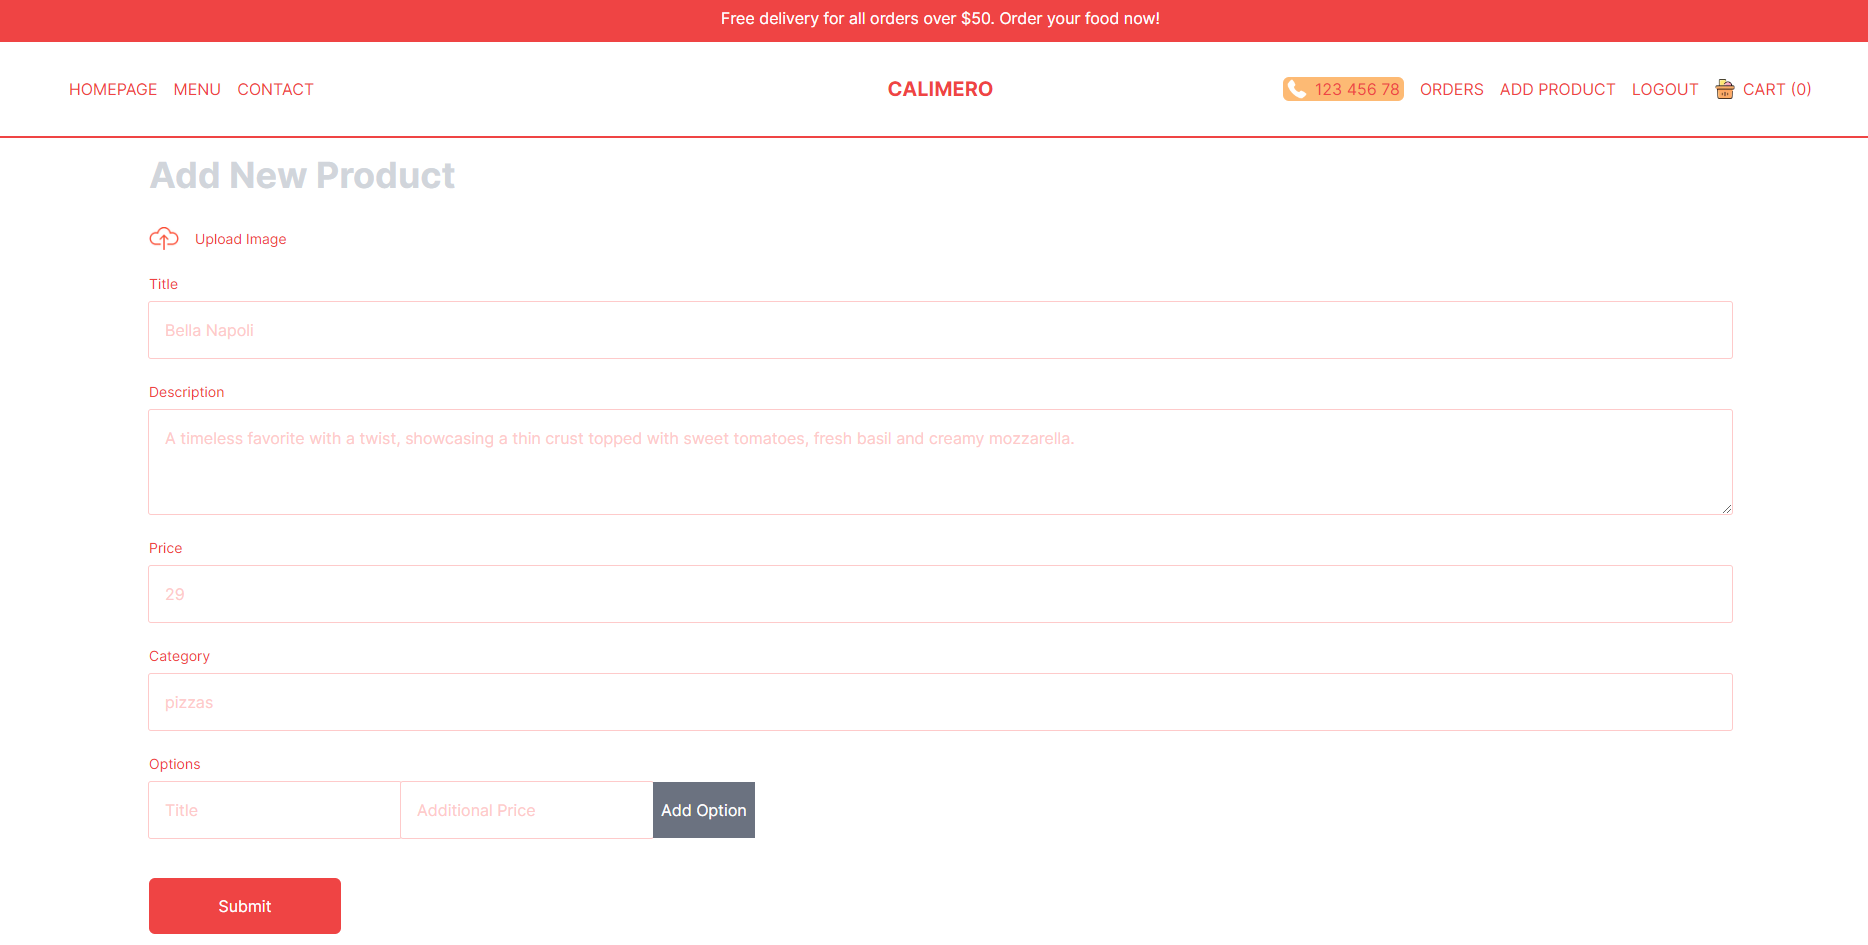 Free delivery for all orders over $50. Order your food now!
HOMEPAGE MENU CONTACT CALIMERO 123 456 78 ORDERS ADD PRODUCT LOGOUT CART (0)
Add New Product
Upload Image
Title
Bella Napoli
Description
A timeless favorite with a twist, showcasing a thin crust topped with sweet tomatoes, fresh basil and creamy mozzarella.
Price
29
Category
pizzas
Options
Title Additional Price Add Option
Submit